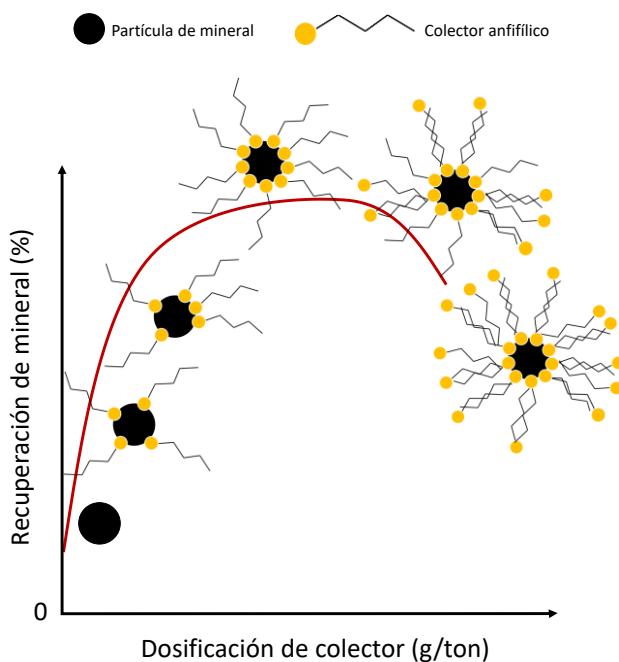 Partícula de mineral
Colector anfifílico
Recuperación de mineral (%)
0
Dosificación de colector (g/ton)